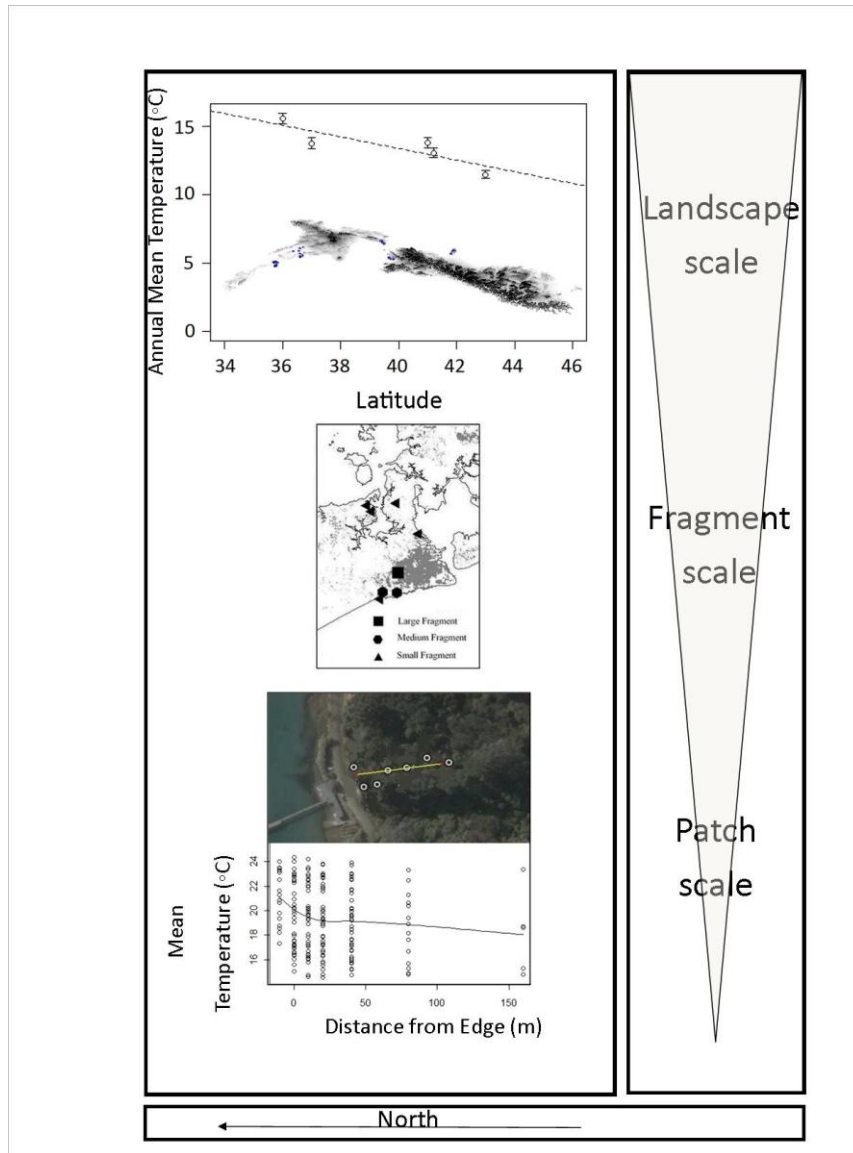 Annual Mean Temperature (◦C)
15
10
5
0
34
36
38
40
42
44
46
Latitude
Landscape
scale
Large Fragment
Medium Fragment
Small Fragment
Fragment
scale
Mean
Temperature (◦C)
24
22
20
18
16
0
50
100
150
Distance from Edge (m)
Patch
scale
North